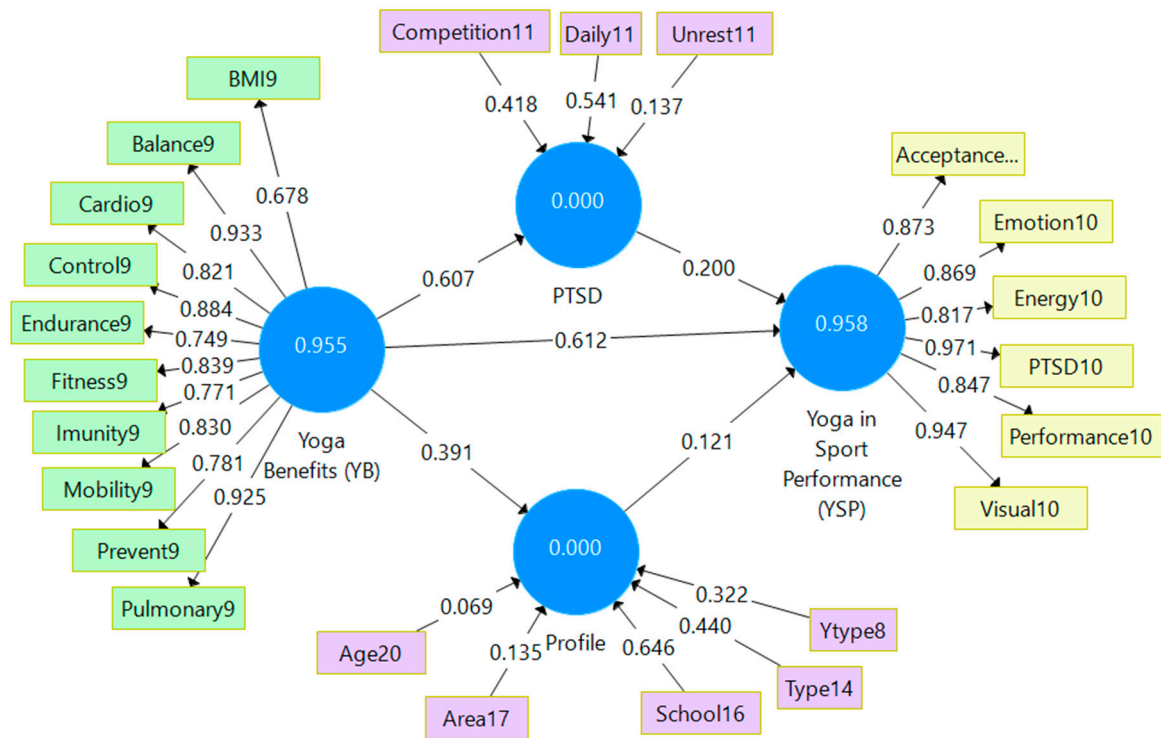 Competition11
Daily11
Unrest11
BMI9
Balance9
Cardio9
Control9
Endurance9
Fitness9
Imunity9
Mobility9
Prevent9
Pulmonary9
0.678
0.933
0.821
0.884
0.749
0.839
0.771
0.830
0.781
0.925
0.955
Yoga
Benefits (YB)
0.418
0.541
0.137
0.000
PTSD
0.607
0.200
0.612
0.391
0.121
0.000
Profile
0.069
0.135
0.646
0.440
0.322
Age20
Area17
School16
Type14
Ytype8
0.958
Yoga in
Sport
Performance
(YSP)
0.873
0.869
0.817
0.971
0.847
0.947
Acceptance...
Emotion10
Energy10
PTSD10
Performance10
Visual10